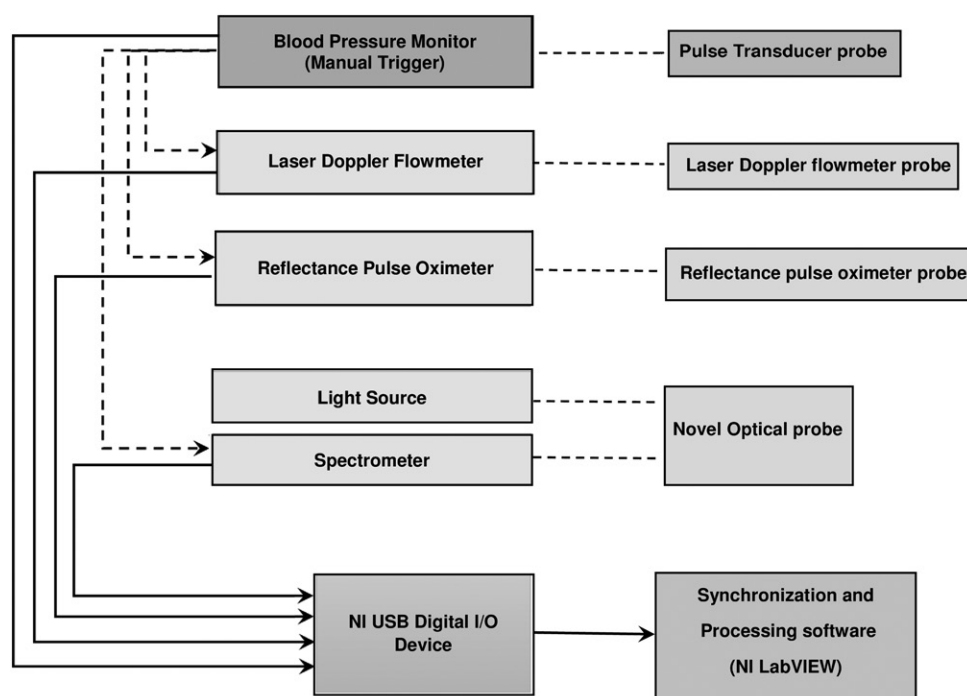 Blood Pressure Monitor
(Manual Trigger)
Pulse Transducer probe
Laser Doppler Flowmeter
Laser Doppler flowmeter probe
Reflectance Pulse Oximeter
Reflectance pulse oximeter probe
Light Source
Novel Optical probe
Spectrometer
NI USB Digital I/O
Device
Synchronization and
Processing software
(NI LabVIEW)